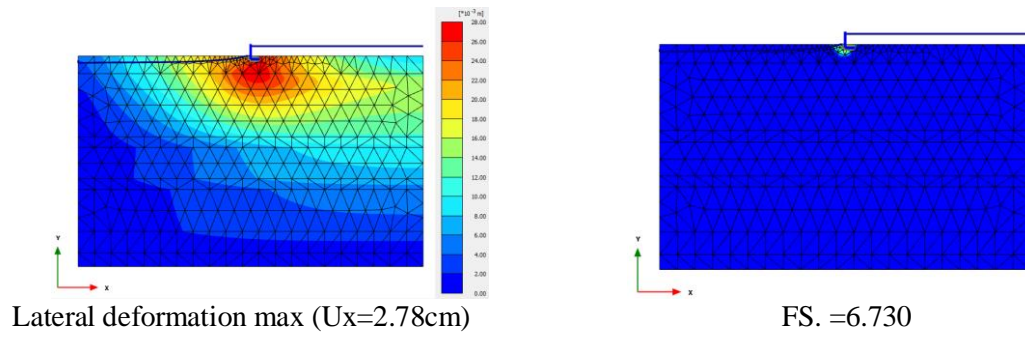 [*10⁻³ m]
28.00
26.00
24.00
22.00
20.00
18.00
16.00
14.00
12.00
10.00
8.00
6.00
4.00
2.00
0.00
Y
X
Y
X
Lateral deformation max (Ux=2.78cm)
FS. =6.730